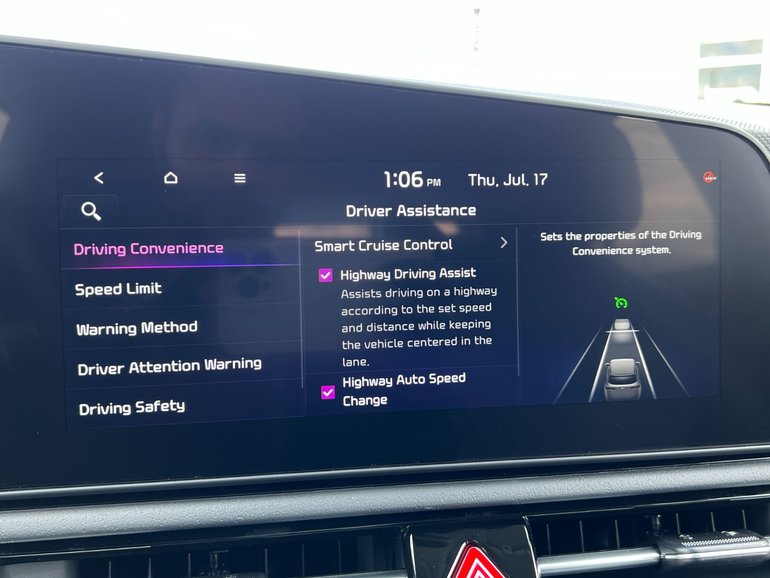 1:06 PM Thu, Jul. 17
Driver Assistance
Driving Convenience
Speed Limit
Warning Method
Driver Attention Warning
Driving Safety
Smart Cruise Control
Highway Driving Assist
Assists driving on a highway
according to the set speed
and distance while keeping
the vehicle centered in the
lane.
Highway Auto Speed
Change
Sets the properties of the Driving
Convenience system.